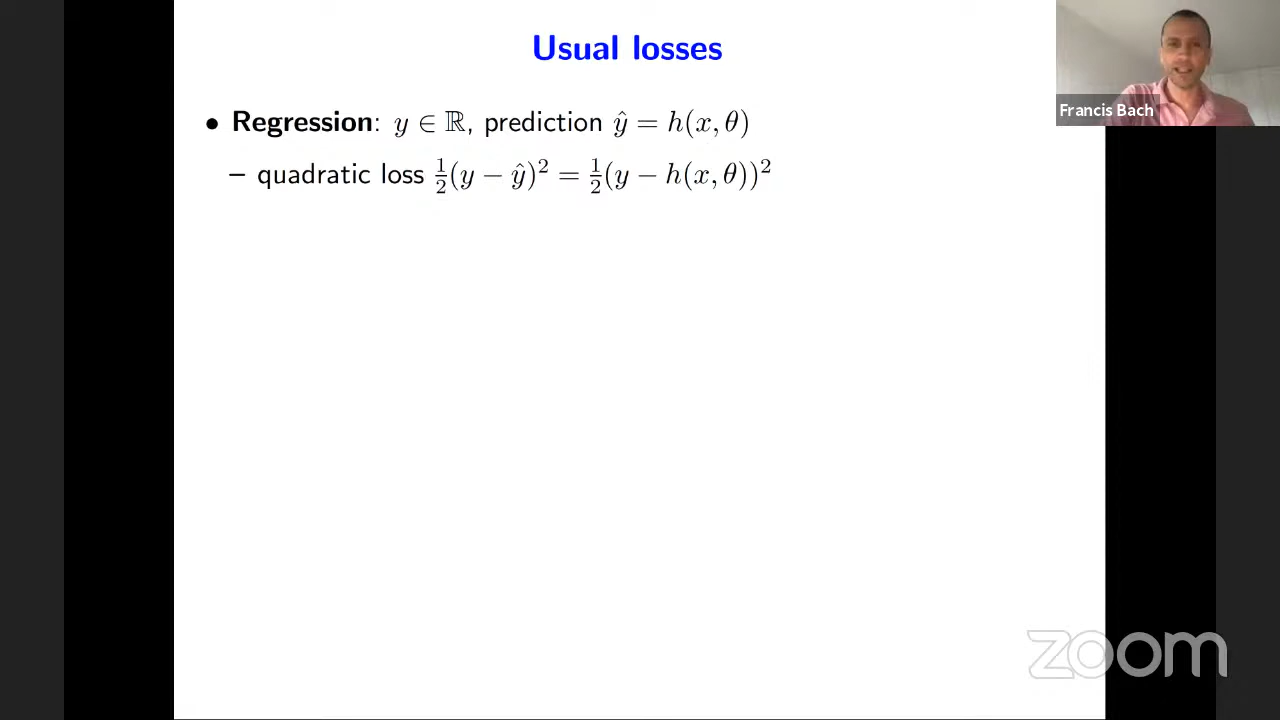 Usual losses
Francis Bach
• Regression: y ∈ ℝ, prediction ŷ = h(x, θ)
– quadratic loss ½(y − ŷ)² = ½(y − h(x, θ))²
zoom